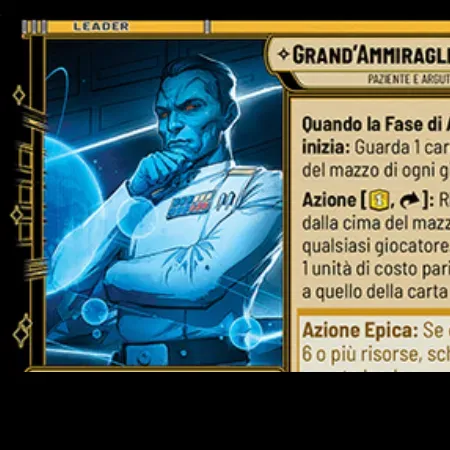 LEADER
GRAND'AMMIRAGLI
PAZIENTE E ARGUT
Quando la Fase di A
inizia: Guarda 1 car
del mazzo di ogni g
Azione [1, ]: R
dalla cima del mazz
qualsiasi giocatore
1 unità di costo pari
a quello della carta
Azione Epica: Se
6 o più risorse, sch